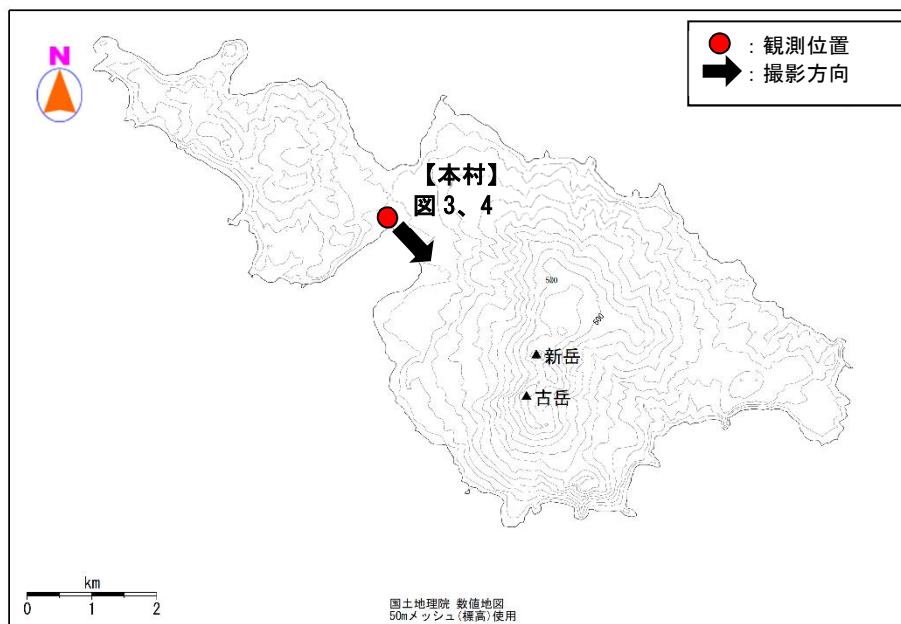 N
：観測位置
：撮影方向
【本村】
図 3、4
500
600
▲新岳
▲古岳
km
0 1 2
国土地理院 数値地図
50mメッシュ(標高)使用